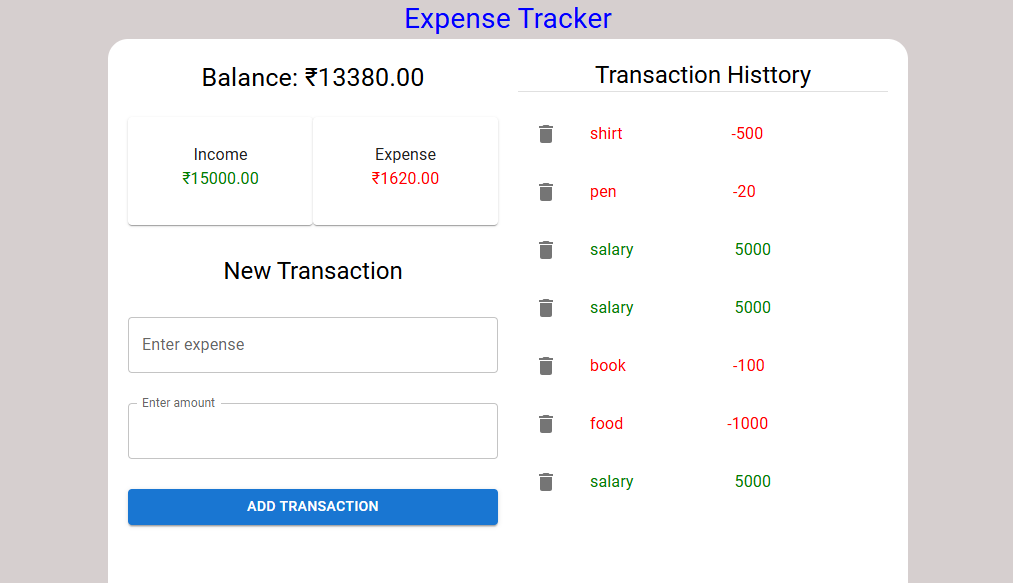 Expense Tracker
Balance: ₹13380.00
Income
₹15000.00
Expense
₹1620.00
New Transaction
Enter expense
Enter amount
ADD TRANSACTION
Transaction Histtory
shirt -500
pen -20
salary 5000
salary 5000
book -100
food -1000
salary 5000